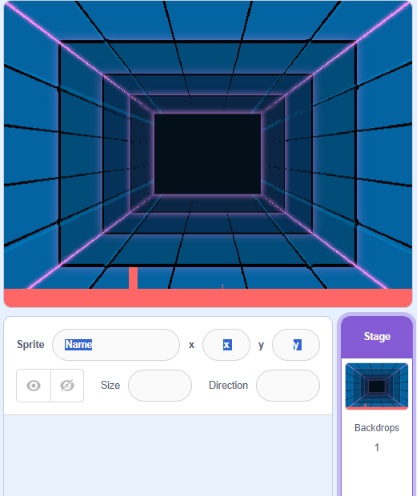 Sprite Name x x y y
Stage
Size Direction
Backdrops
1